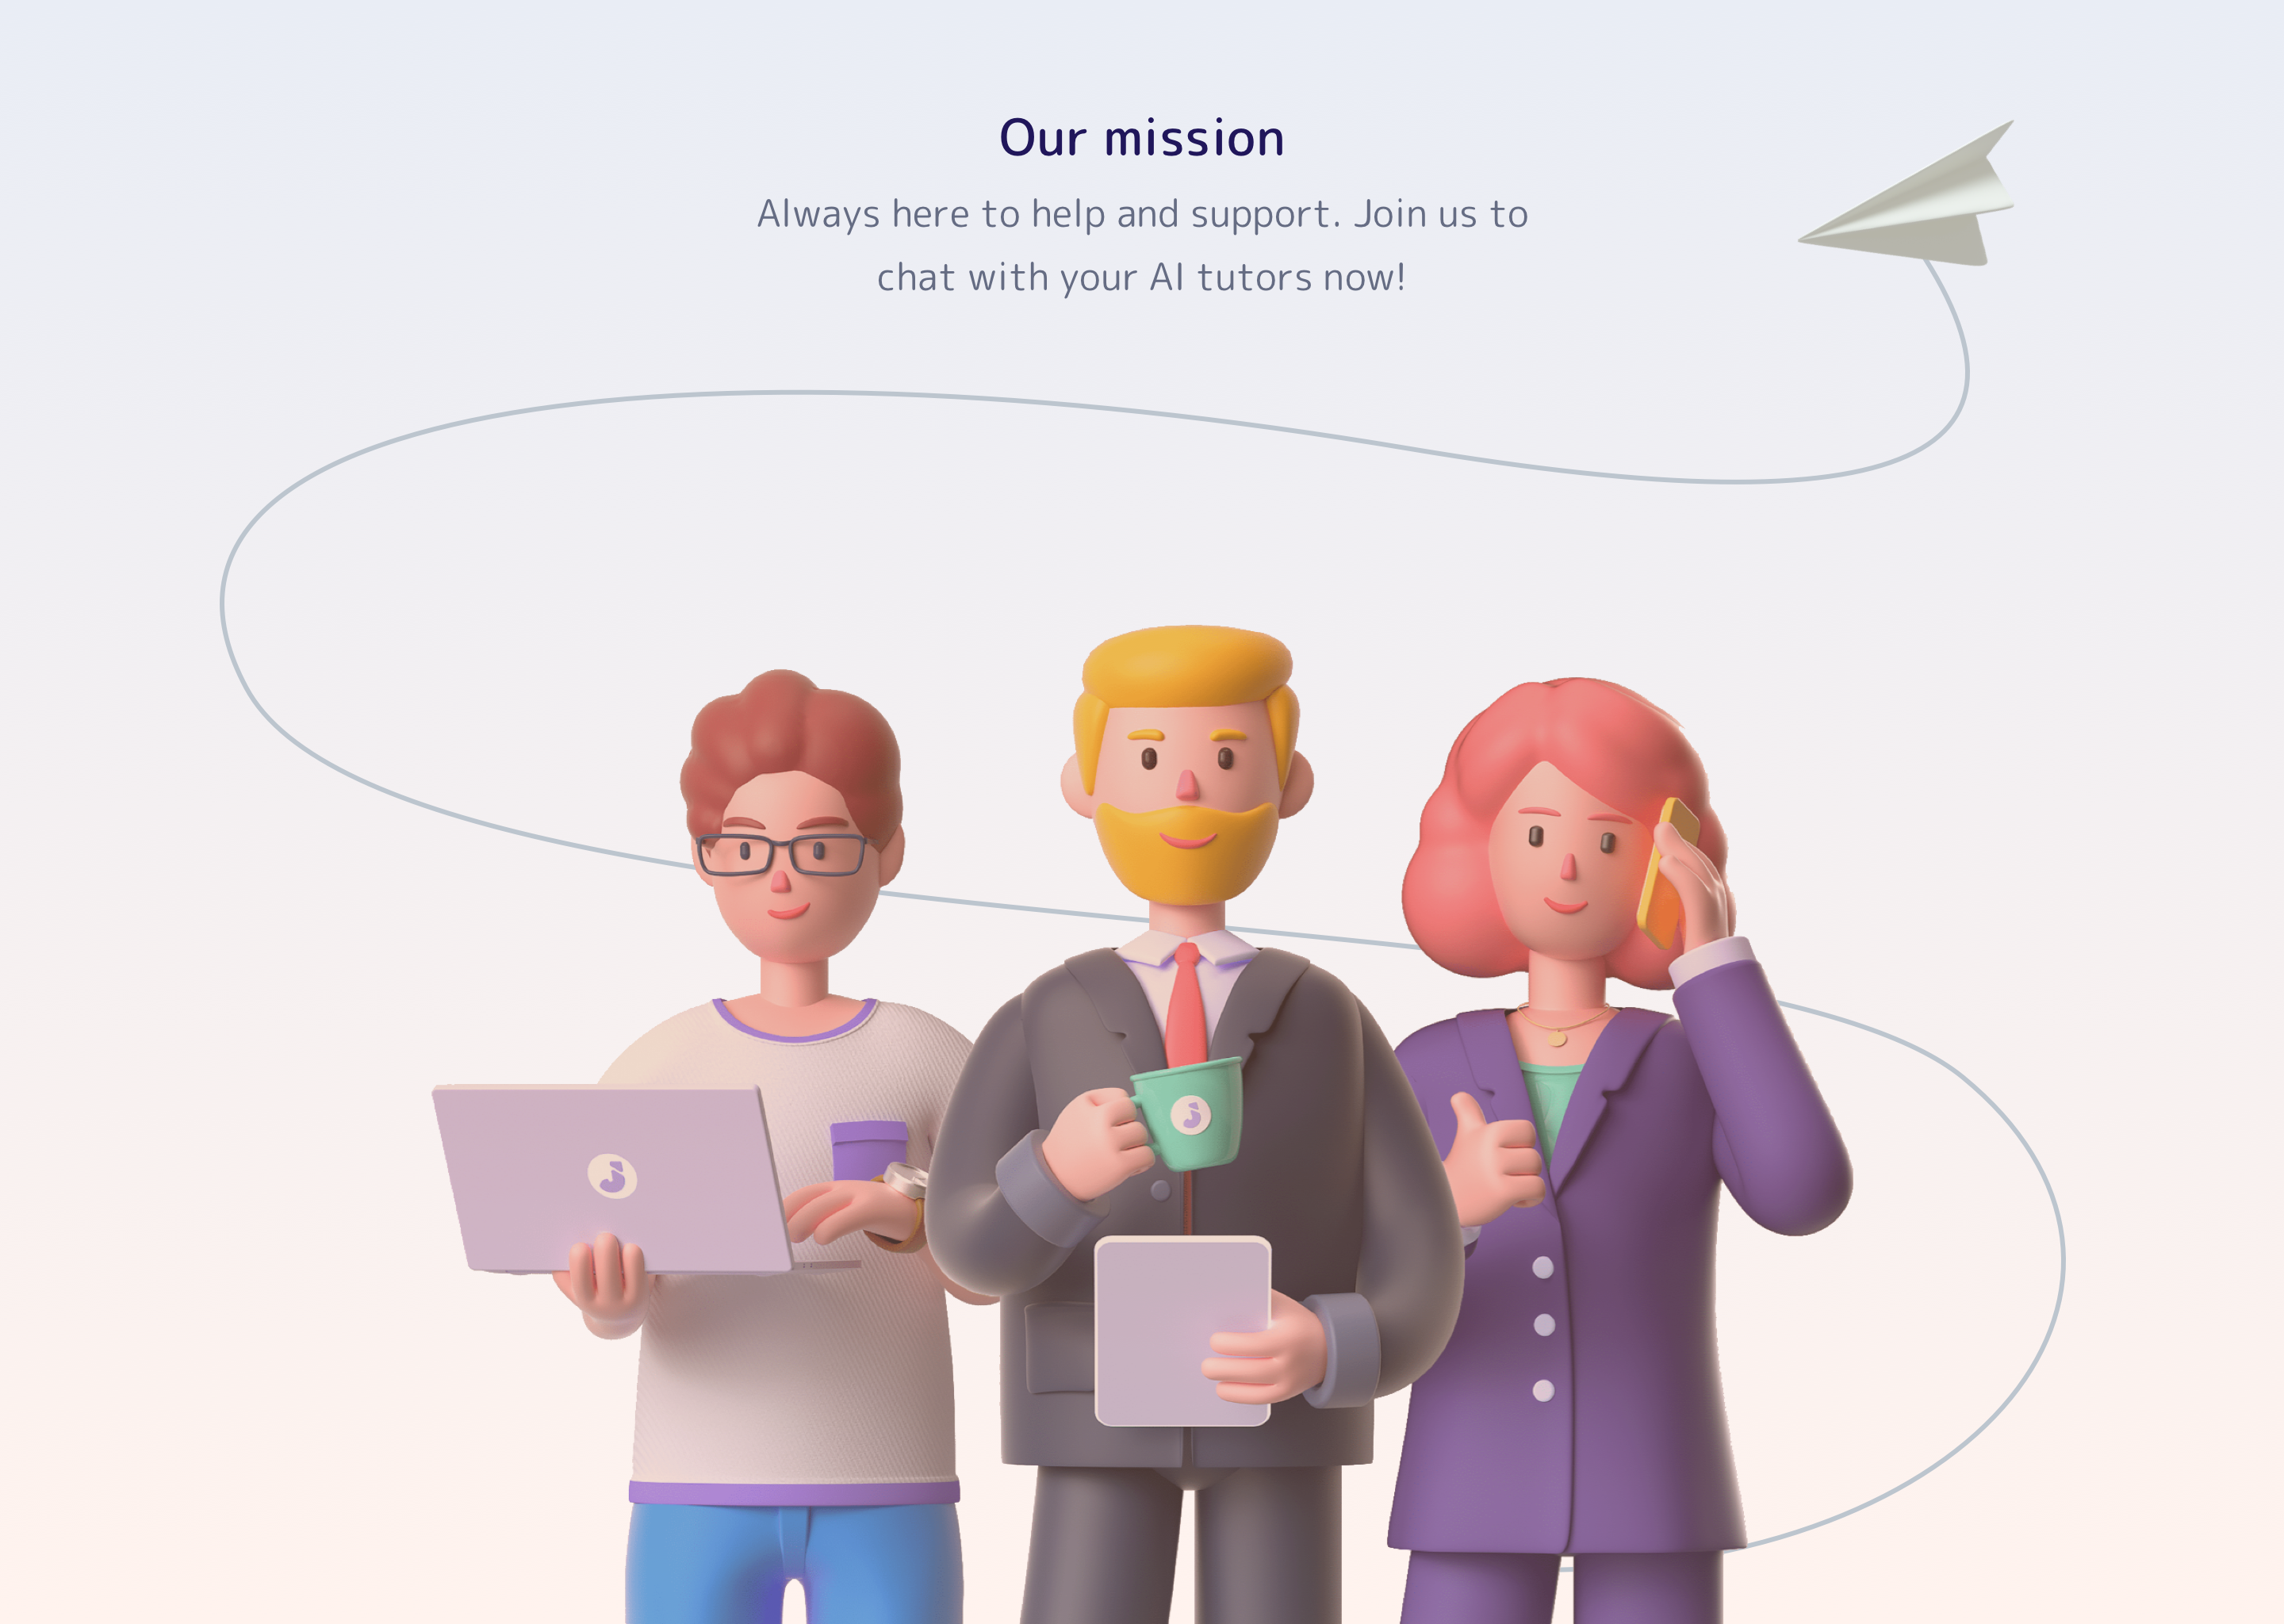 Our mission
Always here to help and support. Join us to
chat with your AI tutors now!
J
J